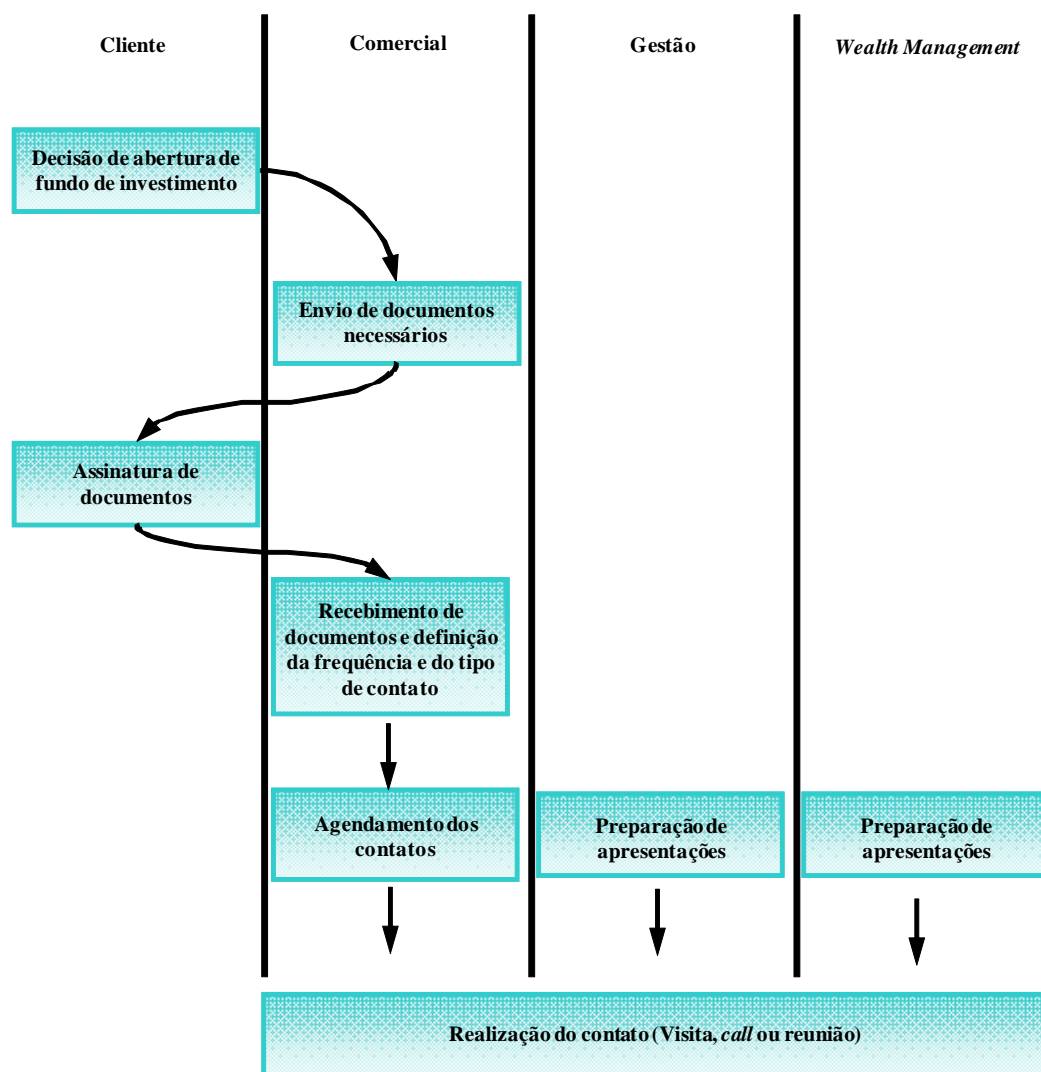 Cliente
Comercial
Gestão
Wealth Management
Decisão de abertura de
fundo de investimento
Envio de documentos
necessários
Assinatura de
documentos
Recebimento de
documentos e definição
da frequência e do tipo
de contato
Agendamento dos
contatos
Preparação de
apresentações
Preparação de
apresentações
Realização do contato (Visita, call ou reunião)